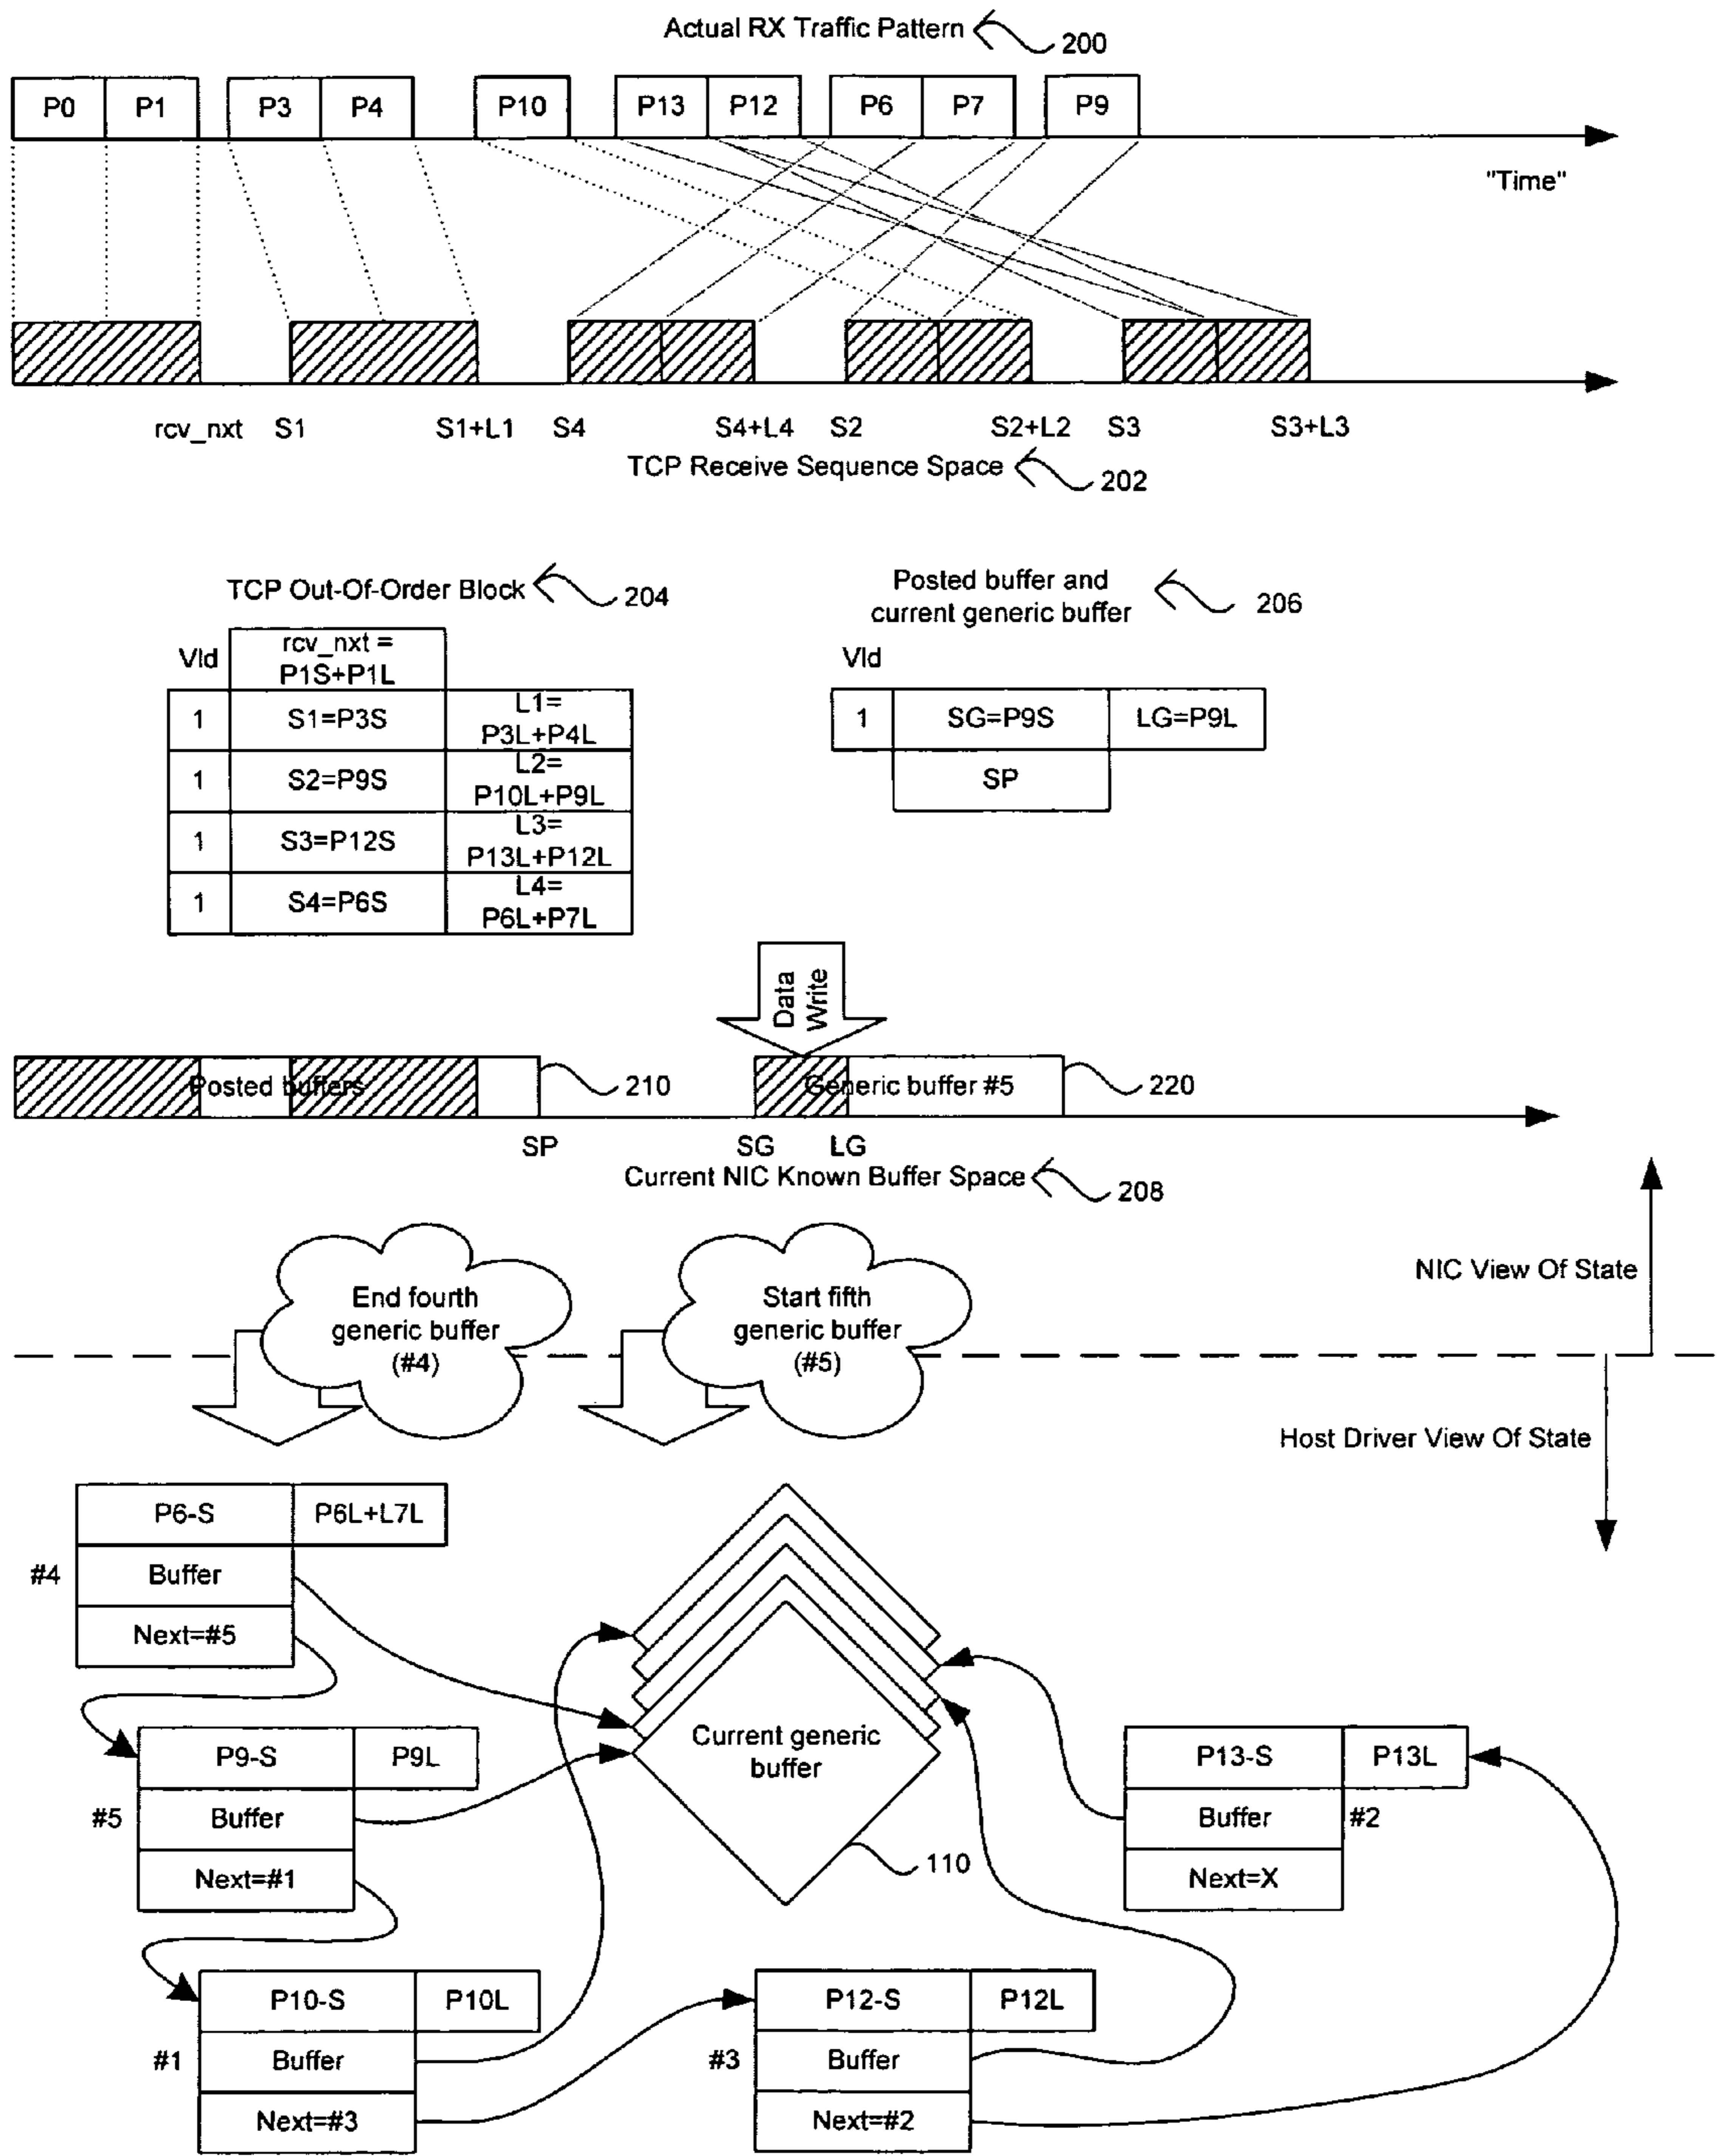 Actual RX Traffic Pattern 200
P0 P1 P3 P4 P10 P13 P12 P6 P7 P9
"Time"
rcv_nxt S1 S1+L1 S4 S4+L4 S2 S2+L2 S3 S3+L3
TCP Receive Sequence Space 202
TCP Out-Of-Order Block 204
Vld
rcv_nxt =
P1S+P1L
1 S1=P3S L1=
P3L+P4L
1 S2=P9S L2=
P10L+P9L
1 S3=P12S L3=
P13L+P12L
1 S4=P6S L4=
P6L+P7L
Posted buffer and
current generic buffer
206
Vld
1 SG=P9S LG=P9L
SP
Data
Write
Posted buffers 210 Generic buffer #5 220
SP SG LG
Current NIC Known Buffer Space 208
End fourth
generic buffer
(#4)
Start fifth
generic buffer
(#5)
NIC View Of State
Host Driver View Of State
P6-S P6L+L7L
#4 Buffer
Next=#5
P9-S P9L
#5 Buffer
Next=#1
Current generic
buffer
110
P13-S P13L
Buffer #2
Next=X
P10-S P10L
#1 Buffer
Next=#3
P12-S P12L
#3 Buffer
Next=#2